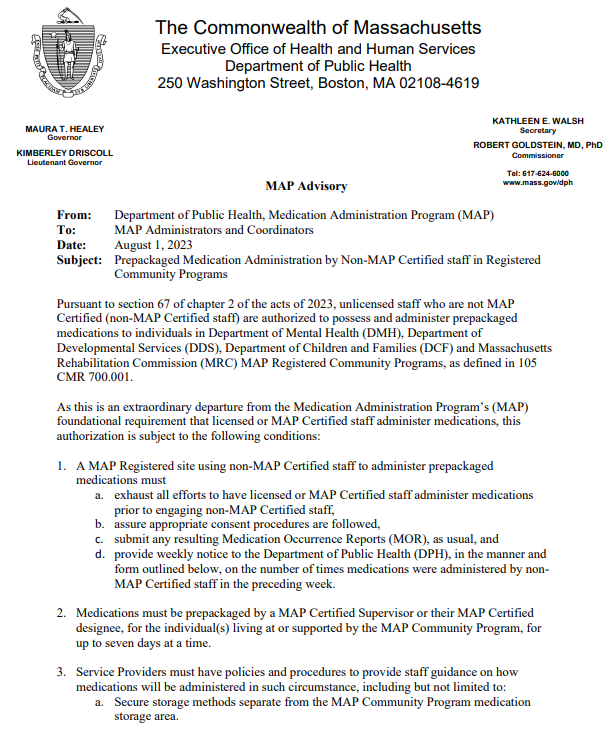 The Commonwealth of Massachusetts
Executive Office of Health and Human Services
Department of Public Health
250 Washington Street, Boston, MA 02108-4619
MAURA T. HEALEY
Governor
KIMBERLEY DRISCOLL
Lieutenant Governor
KATHLEEN E. WALSH
Secretary
ROBERT GOLDSTEIN, MD, PhD
Commissioner
Tel: 617-624-6000
www.mass.gov/dph
MAP Advisory
From: Department of Public Health, Medication Administration Program (MAP)
To: MAP Administrators and Coordinators
Date: August 1, 2023
Subject: Prepackaged Medication Administration by Non-MAP Certified staff in Registered
Community Programs
Pursuant to section 67 of chapter 2 of the acts of 2023, unlicensed staff who are not MAP
Certified (non-MAP Certified staff) are authorized to possess and administer prepackaged
medications to individuals in Department of Mental Health (DMH), Department of
Developmental Services (DDS), Department of Children and Families (DCF) and Massachusetts
Rehabilitation Commission (MRC) MAP Registered Community Programs, as defined in 105
CMR 700.001.
As this is an extraordinary departure from the Medication Administration Program's (MAP)
foundational requirement that licensed or MAP Certified staff administer medications, this
authorization is subject to the following conditions:
1. A MAP Registered site using non-MAP Certified staff to administer prepackaged
medications must
a. exhaust all efforts to have licensed or MAP Certified staff administer medications
prior to engaging non-MAP Certified staff,
b. assure appropriate consent procedures are followed,
c. submit any resulting Medication Occurrence Reports (MOR), as usual, and
d. provide weekly notice to the Department of Public Health (DPH), in the manner and
form outlined below, on the number of times medications were administered by non-
MAP Certified staff in the preceding week.
2. Medications must be prepackaged by a MAP Certified Supervisor or their MAP Certified
designee, for the individual(s) living at or supported by the MAP Community Program, for
up to seven days at a time.
3. Service Providers must have policies and procedures to provide staff guidance on how
medications will be administered in such circumstance, including but not limited to:
a. Secure storage methods separate from the MAP Community Program medication
storage area.